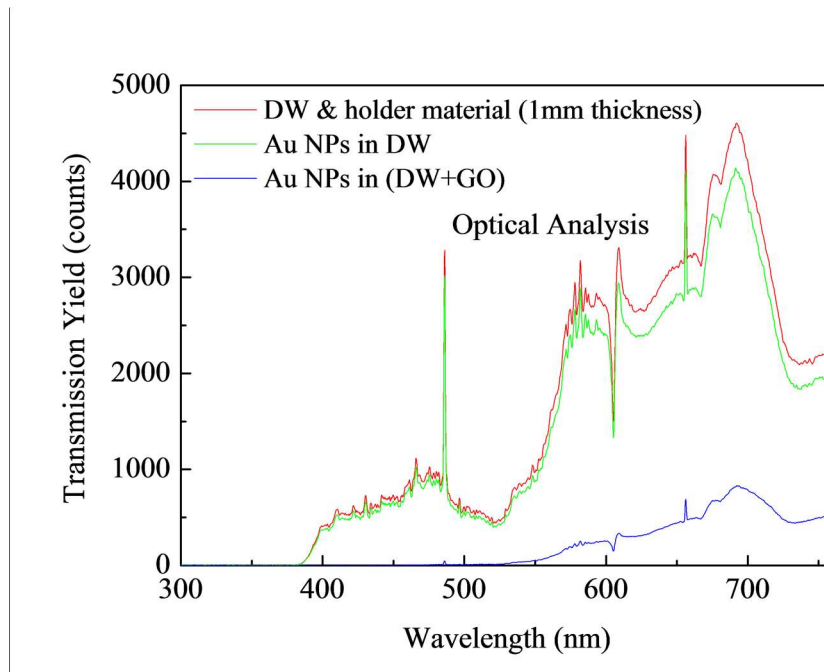 5000
4000
3000
2000
1000
0
Transmission Yield (counts)
DW & holder material (1mm thickness)
Au NPs in DW
Au NPs in (DW+GO)
Optical Analysis
300 400 500 600 700
Wavelength (nm)